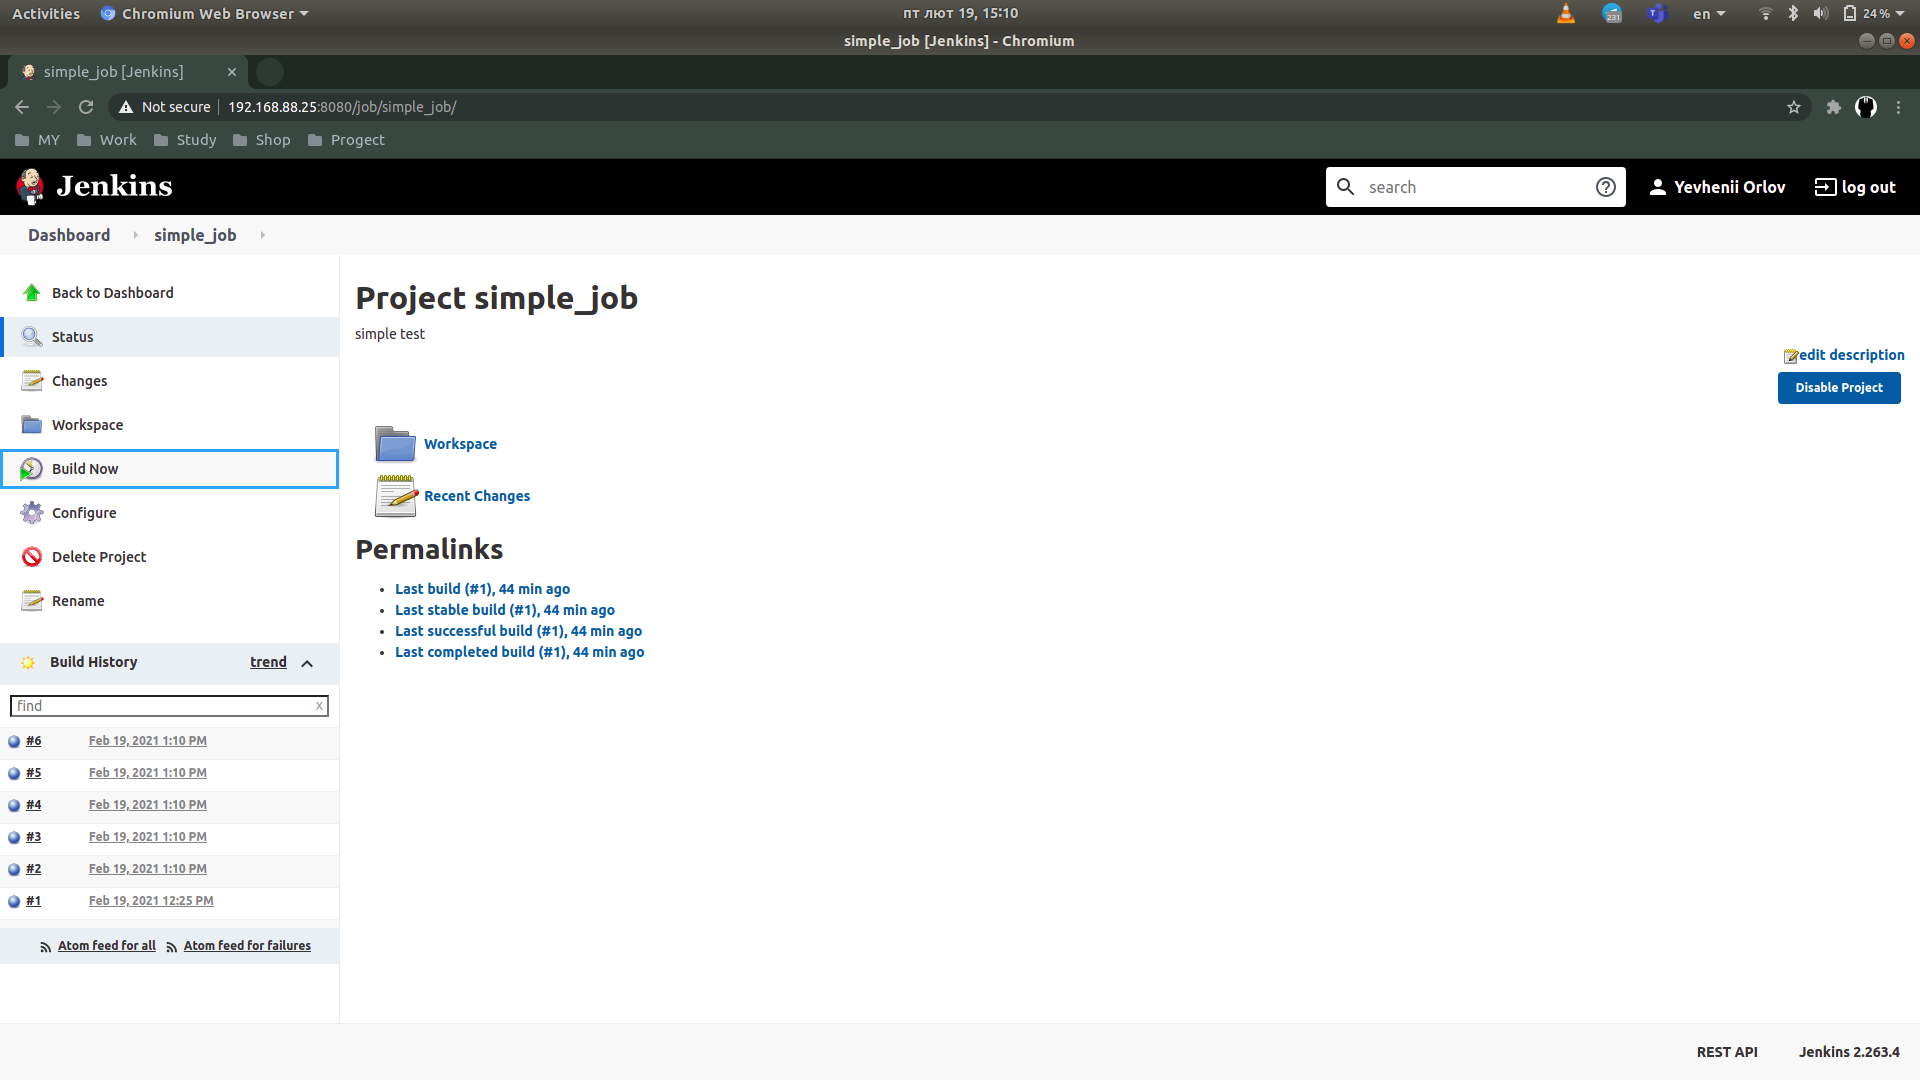 Activities Chromium Web Browser пт лют 19, 15:10 231 T en 24 %
simple_job [Jenkins] - Chromium
simple_job [Jenkins]
Not secure 192.168.88.25:8080/job/simple_job/
MY Work Study Shop Progect
Jenkins search Yevhenii Orlov log out
Dashboard simple_job
Back to Dashboard
Status
Changes
Workspace
Build Now
Configure
Delete Project
Rename
Build History trend
find x
#6 Feb 19, 2021 1:10 PM
#5 Feb 19, 2021 1:10 PM
#4 Feb 19, 2021 1:10 PM
#3 Feb 19, 2021 1:10 PM
#2 Feb 19, 2021 1:10 PM
#1 Feb 19, 2021 12:25 PM
Atom feed for all Atom feed for failures
Project simple_job
simple test
edit description
Disable Project
Workspace
Recent Changes
Permalinks
• Last build (#1), 44 min ago
• Last stable build (#1), 44 min ago
• Last successful build (#1), 44 min ago
• Last completed build (#1), 44 min ago
REST API Jenkins 2.263.4